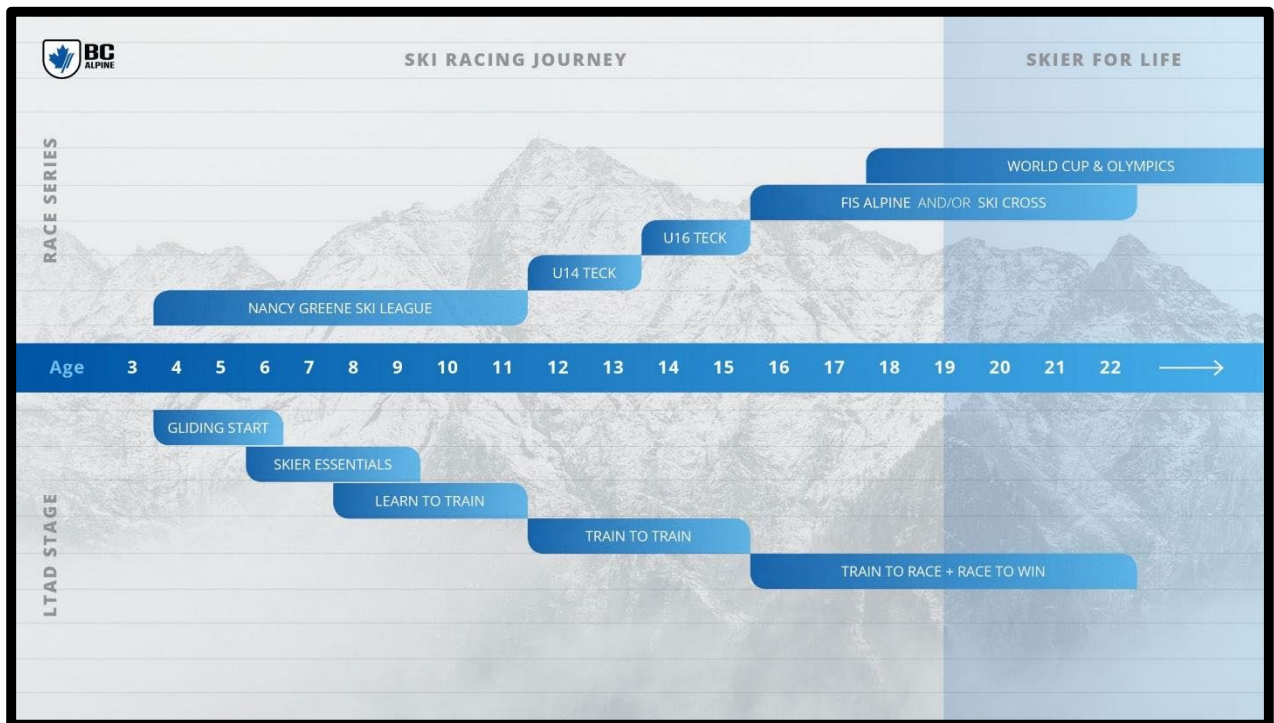 BC
ALPINE
SKI RACING JOURNEY
SKIER FOR LIFE
RACE SERIES
WORLD CUP & OLYMPICS
FIS ALPINE AND/OR SKI CROSS
U16 TECK
U14 TECK
NANCY GREENE SKI LEAGUE
Age 3 4 5 6 7 8 9 10 11 12 13 14 15 16 17 18 19 20 21 22
LTAD STAGE
GLIDING START
SKIER ESSENTIALS
LEARN TO TRAIN
TRAIN TO TRAIN
TRAIN TO RACE + RACE TO WIN